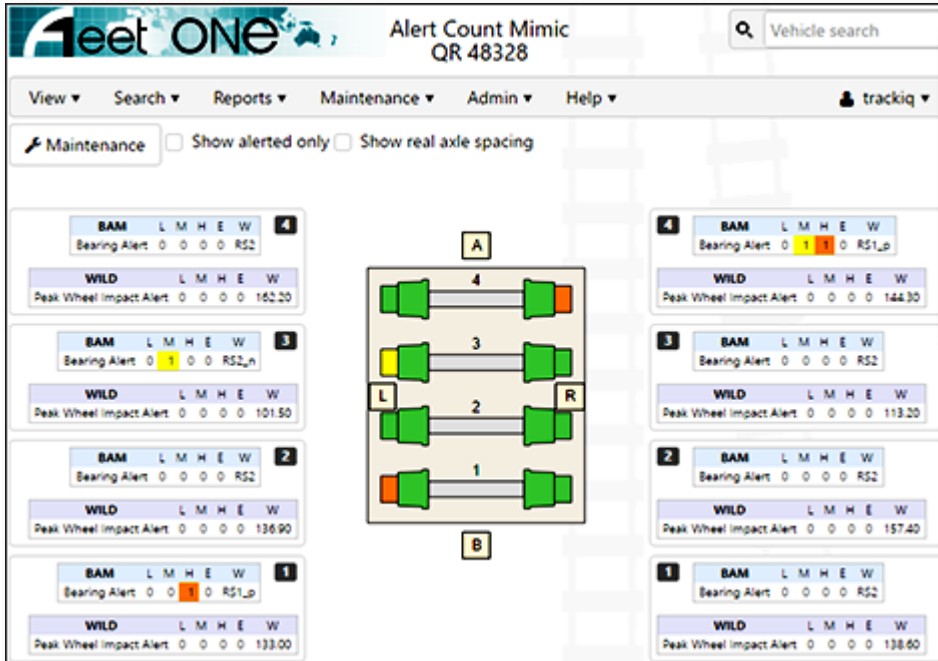 fleet ONE
Alert Count Mimic
QR 48328
Vehicle search
View ▾ Search ▾ Reports ▾ Maintenance ▾ Admin ▾ Help ▾ trackiq ▾
Maintenance Show alerted only Show real axle spacing
BAM L M H E W 4
Bearing Alert 0 0 0 0 RS2
WILD L M H E W
Peak Wheel Impact Alert 0 0 0 0 162.20
BAM L M H E W 3
Bearing Alert 0 1 0 0 RS2_n
WILD L M H E W
Peak Wheel Impact Alert 0 0 0 0 101.50
BAM L M H E W 2
Bearing Alert 0 0 0 0 RS2
WILD L M H E W
Peak Wheel Impact Alert 0 0 0 0 136.90
BAM L M H E W 1
Bearing Alert 0 0 1 0 RS1_p
WILD L M H E W
Peak Wheel Impact Alert 0 0 0 0 133.00
A
4
3
L R
2
1
B
4 BAM L M H E W
Bearing Alert 0 1 1 0 RS1_p
WILD L M H E W
Peak Wheel Impact Alert 0 0 0 0 144.30
3 BAM L M H E W
Bearing Alert 0 0 0 0 RS2
WILD L M H E W
Peak Wheel Impact Alert 0 0 0 0 113.20
2 BAM L M H E W
Bearing Alert 0 0 0 0 RS2
WILD L M H E W
Peak Wheel Impact Alert 0 0 0 0 157.40
1 BAM L M H E W
Bearing Alert 0 0 0 0 RS2
WILD L M H E W
Peak Wheel Impact Alert 0 0 0 0 138.60